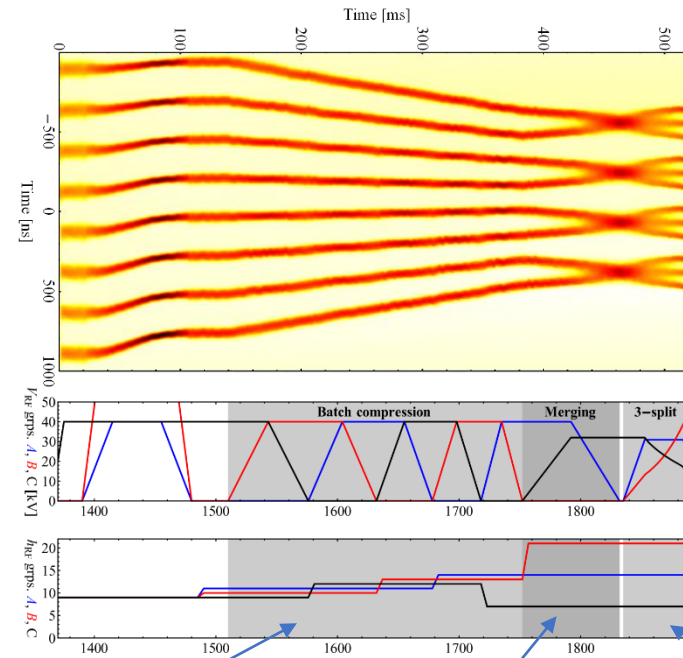 Time [ms]
0 100 200 300 400 500
Time [ns]
−500
0
500
1000
V_RF grps. A, B, C [kV]
50
40
30
20
10
0
Batch compression Merging 3−split
1400 1500 1600 1700 1800
h_RF grps. A, B, C
20
15
10
5
0
1400 1500 1600 1700 1800